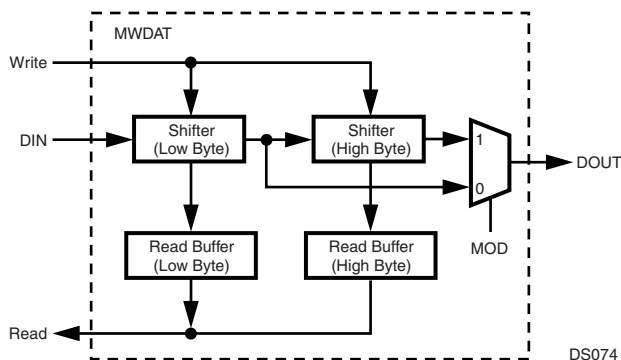 MWDAT
Write
DIN
Shifter
(Low Byte)
Shifter
(High Byte)
1
0
DOUT
MOD
Read Buffer
(Low Byte)
Read Buffer
(High Byte)
Read
DS074